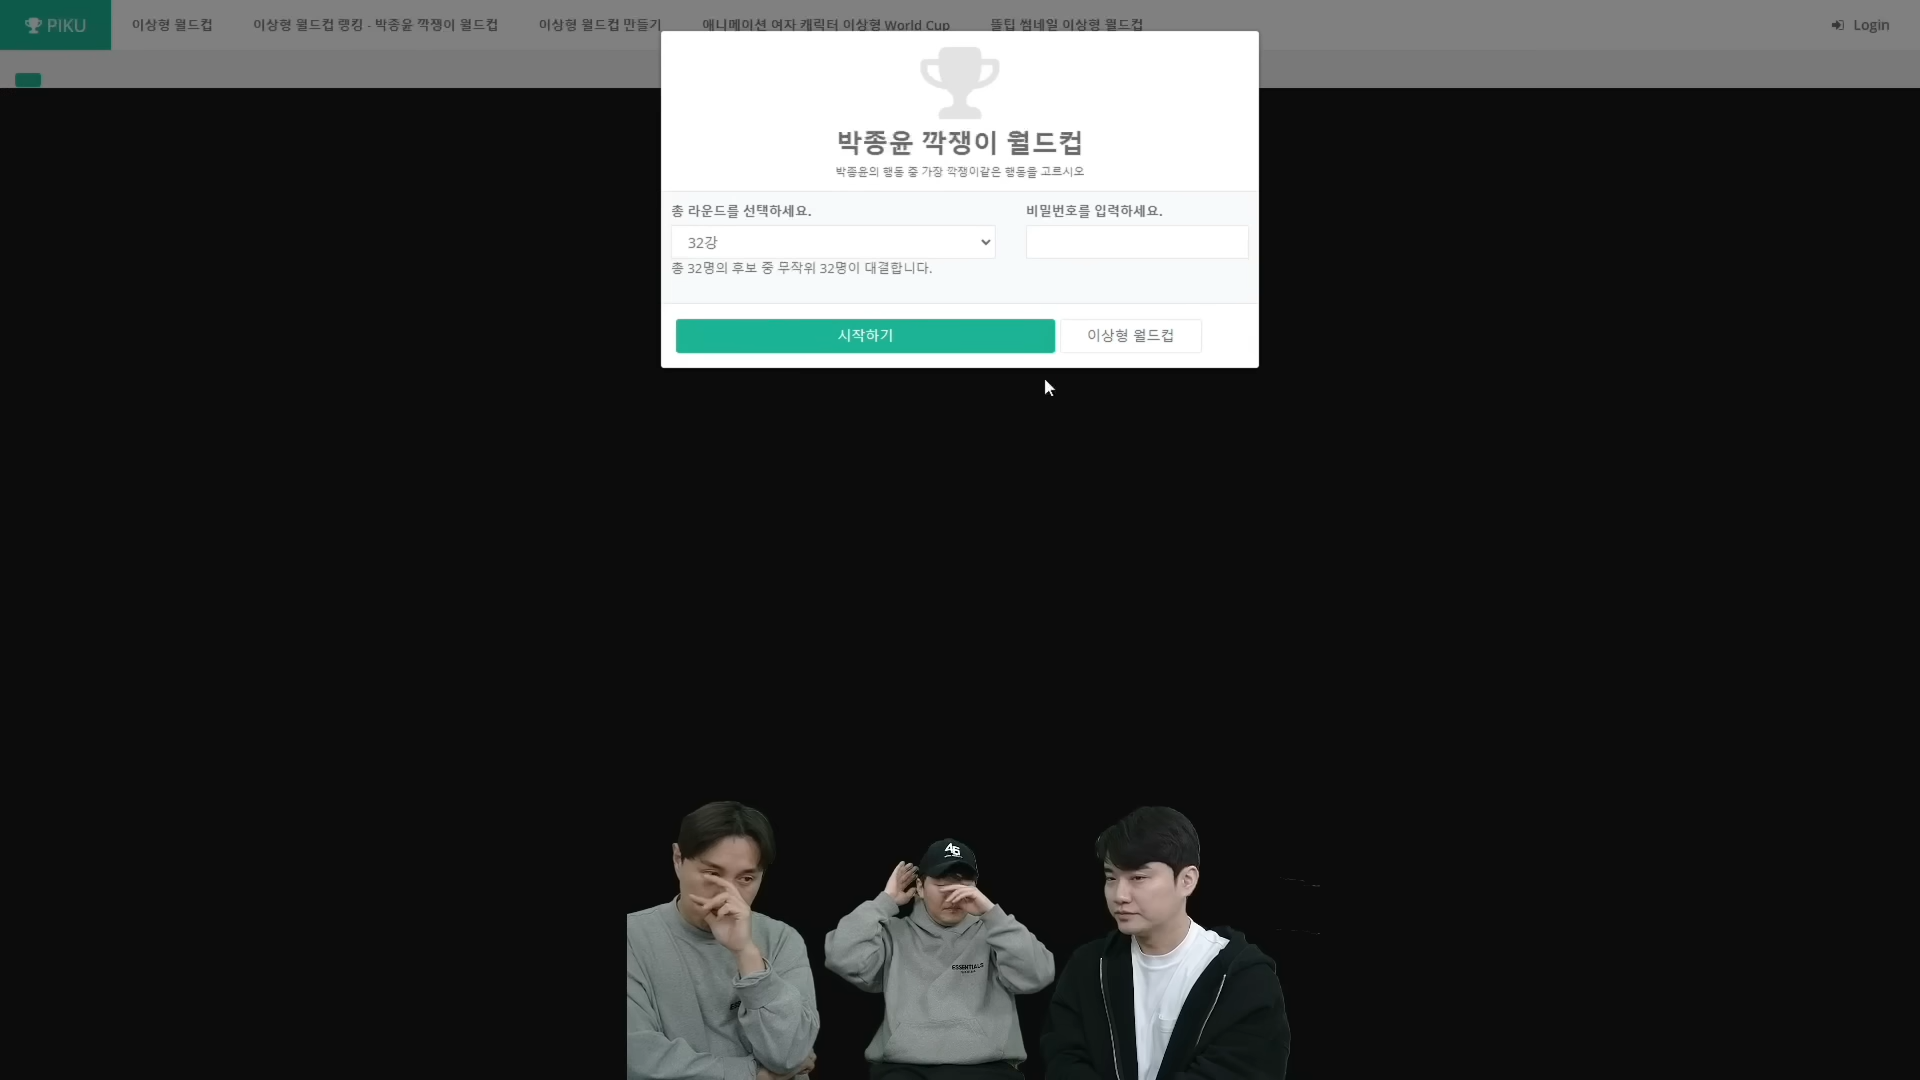 PIKU
이상형 월드컵
이상형 월드컵 랭킹 - 박종윤 깍쟁이 월드컵
이상형 월드컵 만들기
애니메이션 여자 캐릭터 이상형 World Cup
뜰팁 썸네일 이상형 월드컵
Login
박종윤 깍쟁이 월드컵
박종윤의 행동 중 가장 깍쟁이같은 행동을 고르시오
총 라운드를 선택하세요.
비밀번호를 입력하세요.
32강
총 32명의 후보 중 무작위 32명이 대결합니다.
시작하기
이상형 월드컵
ESSENTIALS